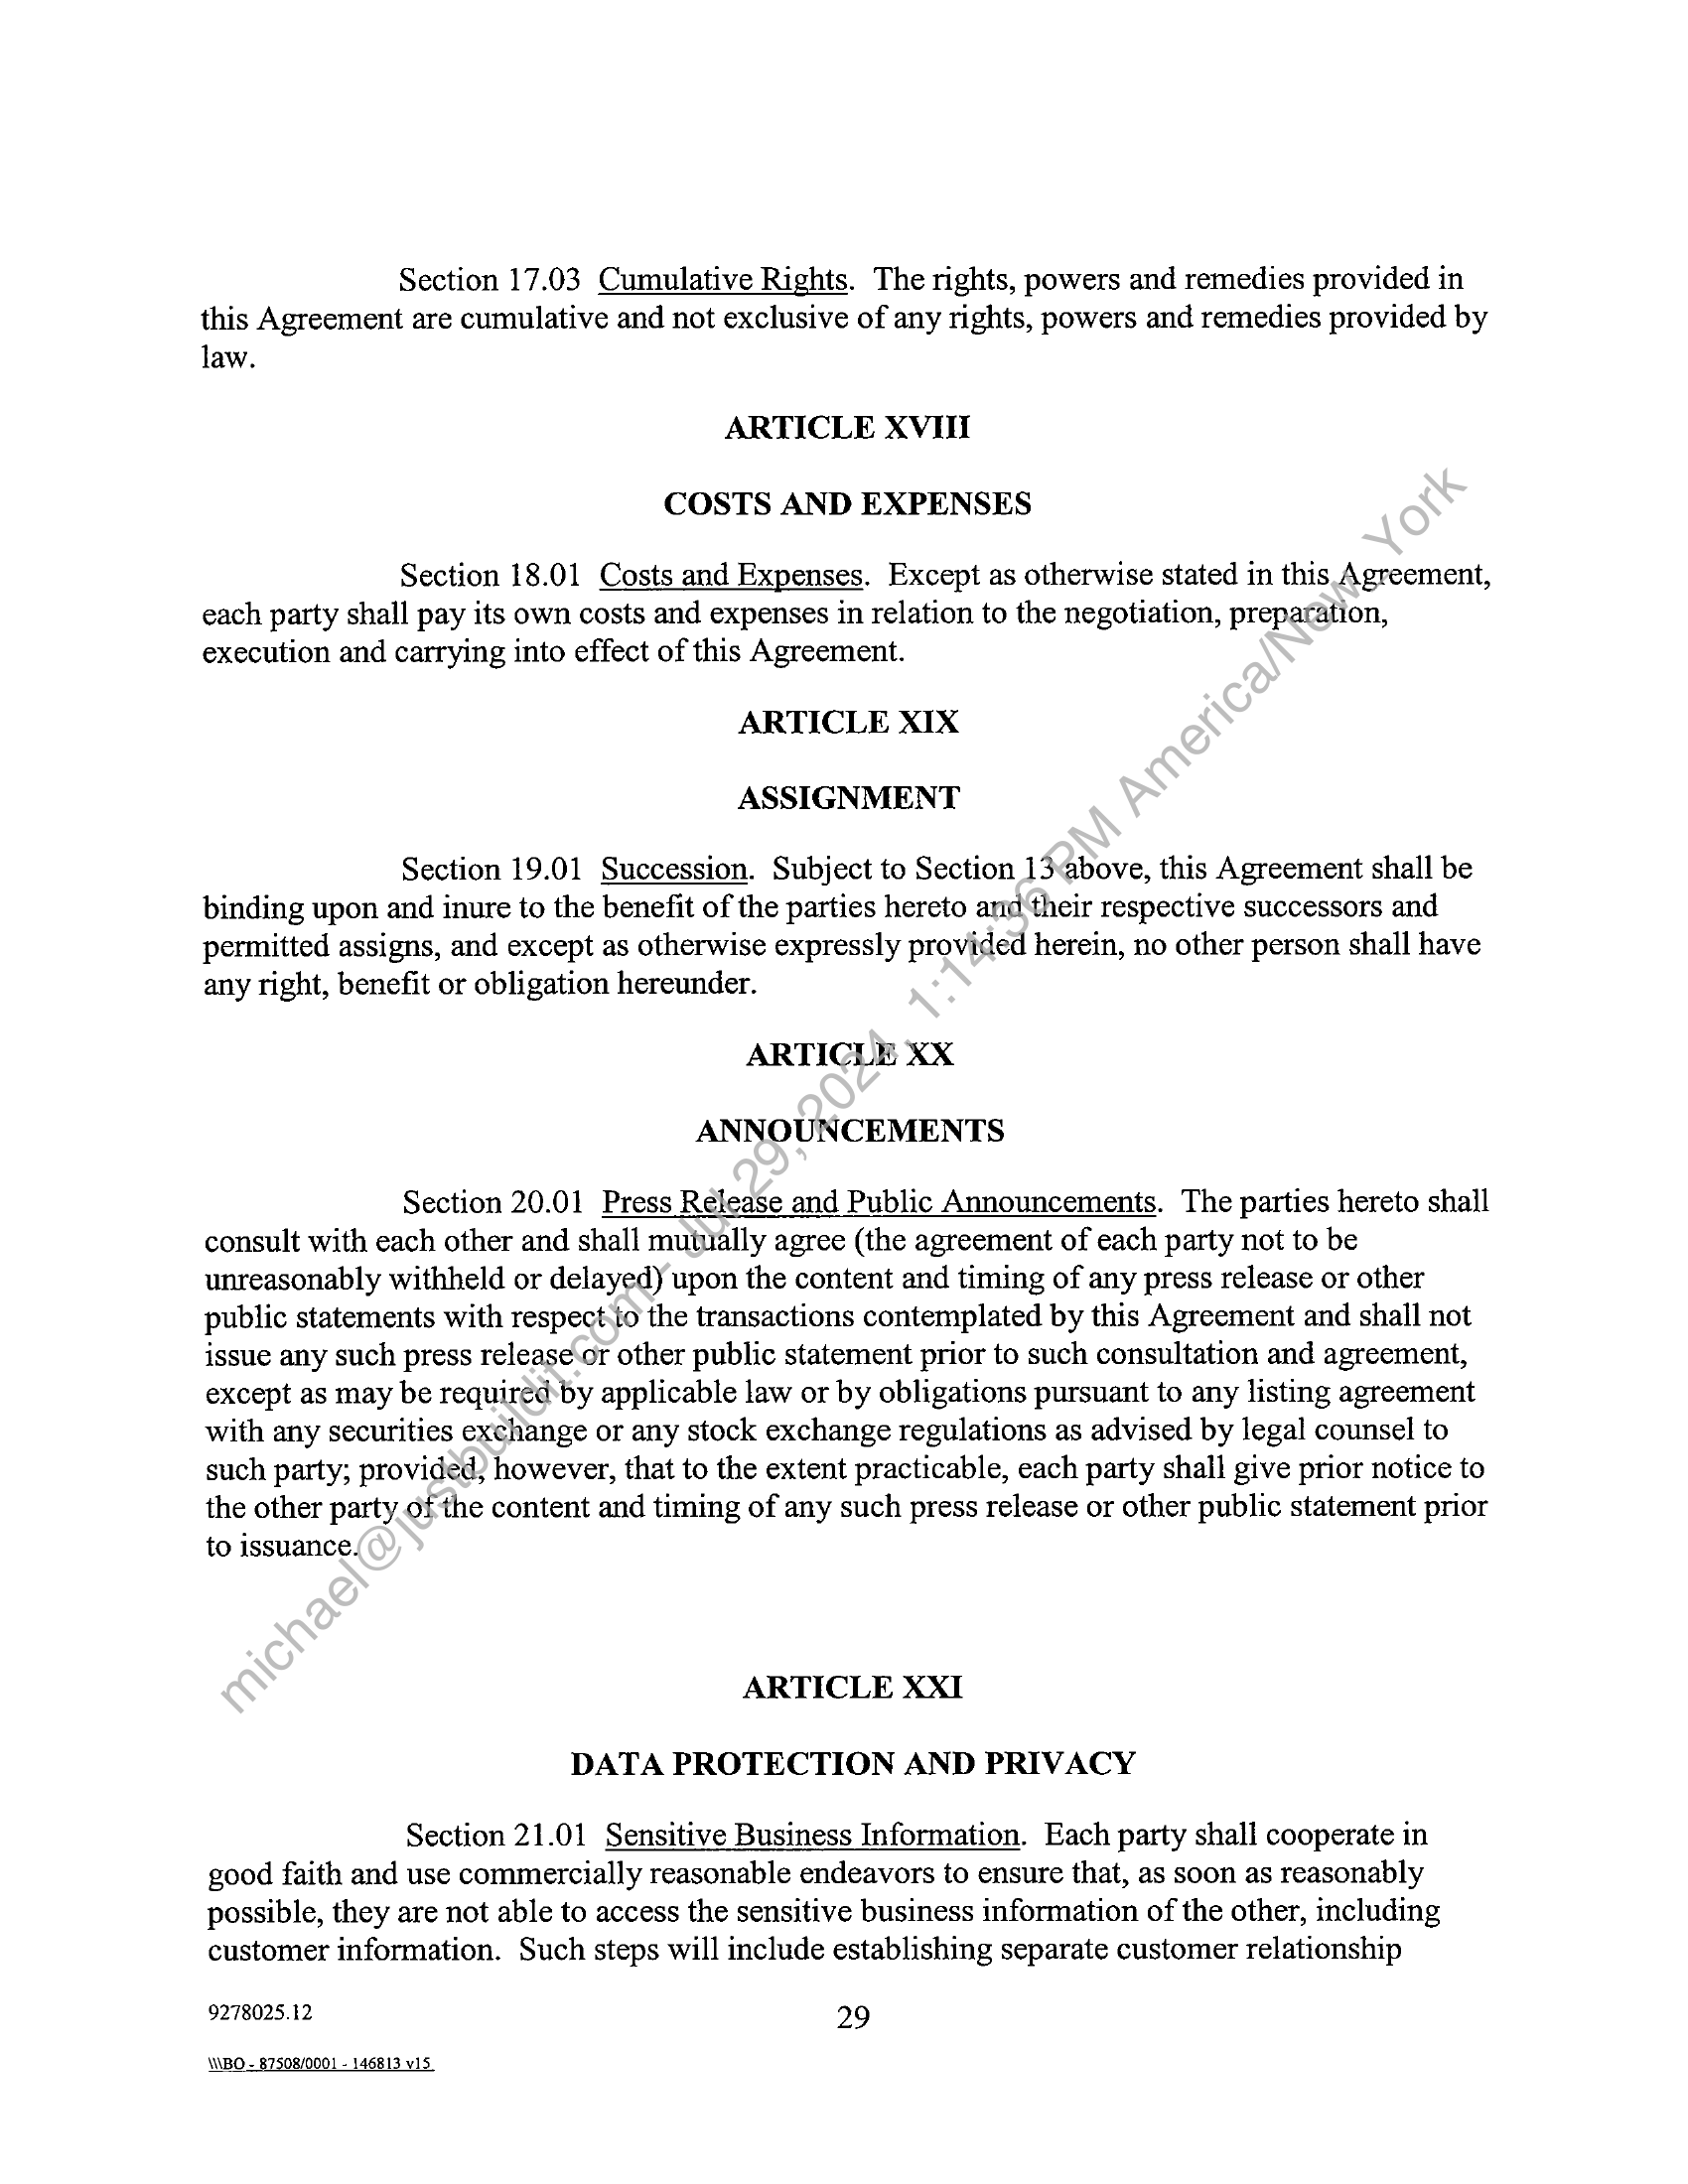 Section 17.03 Cumulative Rights. The rights, powers and remedies provided in
this Agreement are cumulative and not exclusive of any rights, powers and remedies provided by
law.
ARTICLE XVIII
COSTS AND EXPENSES
Section 18.01 Costs and Expenses. Except as otherwise stated in this Agreement,
each party shall pay its own costs and expenses in relation to the negotiation, preparation,
execution and carrying into effect of this Agreement.
ARTICLE XIX
ASSIGNMENT
Section 19.01 Succession. Subject to Section 13 above, this Agreement shall be
binding upon and inure to the benefit of the parties hereto and their respective successors and
permitted assigns, and except as otherwise expressly provided herein, no other person shall have
any right, benefit or obligation hereunder.
ARTICLE XX
ANNOUNCEMENTS
Section 20.01 Press Release and Public Announcements. The parties hereto shall
consult with each other and shall mutually agree (the agreement of each party not to be
unreasonably withheld or delayed) upon the content and timing of any press release or other
public statements with respect to the transactions contemplated by this Agreement and shall not
issue any such press release or other public statement prior to such consultation and agreement,
except as may be required by applicable law or by obligations pursuant to any listing agreement
with any securities exchange or any stock exchange regulations as advised by legal counsel to
such party; provided, however, that to the extent practicable, each party shall give prior notice to
the other party of the content and timing of any such press release or other public statement prior
to issuance.
ARTICLE XXI
DATA PROTECTION AND PRIVACY
Section 21.01 Sensitive Business Information. Each party shall cooperate in
good faith and use commercially reasonable endeavors to ensure that, as soon as reasonably
possible, they are not able to access the sensitive business information of the other, including
customer information. Such steps will include establishing separate customer relationship
9278025.12
29
\\\BO - 87508/0001 - 146813 v15
michael@justbuildit.com - Jul 29, 2024, 1:14:36 PM America/New_York